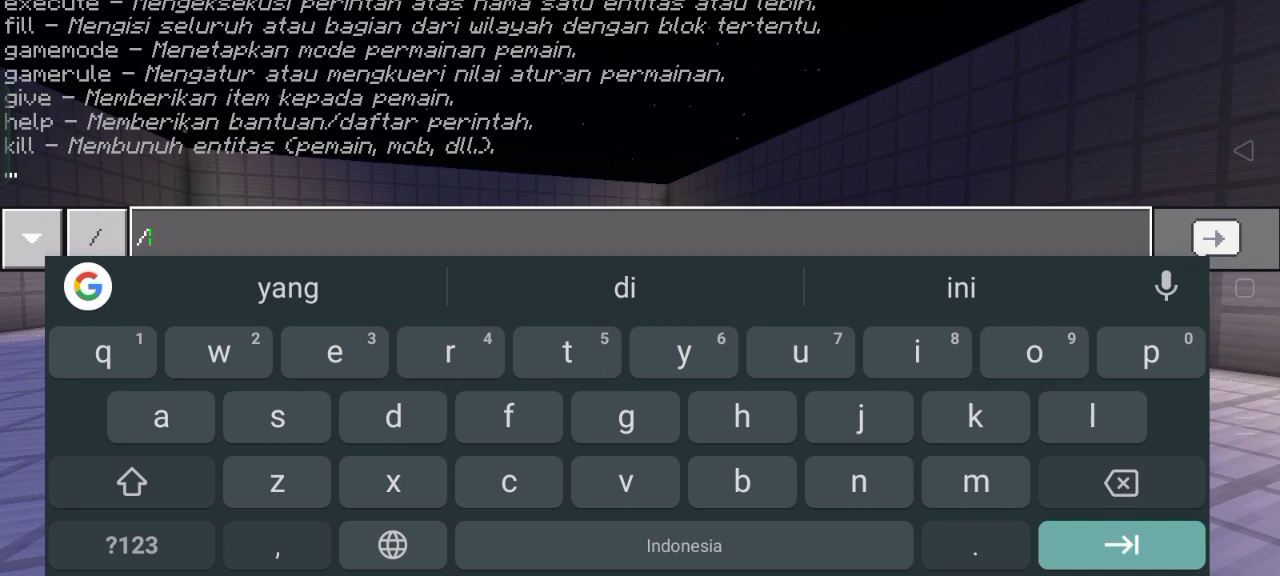 execute - Mengeksekusi perintah atas nama satu entitas atau lebih.
fill - Mengisi seluruh atau bagian dari wilayah dengan blok tertentu.
gamemode - Menetapkan mode permainan pemain.
gamerule - Mengatur atau mengkueri nilai aturan permainan.
give - Memberikan item kepada pemain.
help - Memberikan bantuan/daftar perintah.
kill - Membunuh entitas (pemain, mob, dll.).
...
/ /
G yang di ini
q 1 w 2 e 3 r 4 t 5 y 6 u 7 i 8 o 9 p 0
a s d f g h j k l
z x c v b n m
?123 , Indonesia .